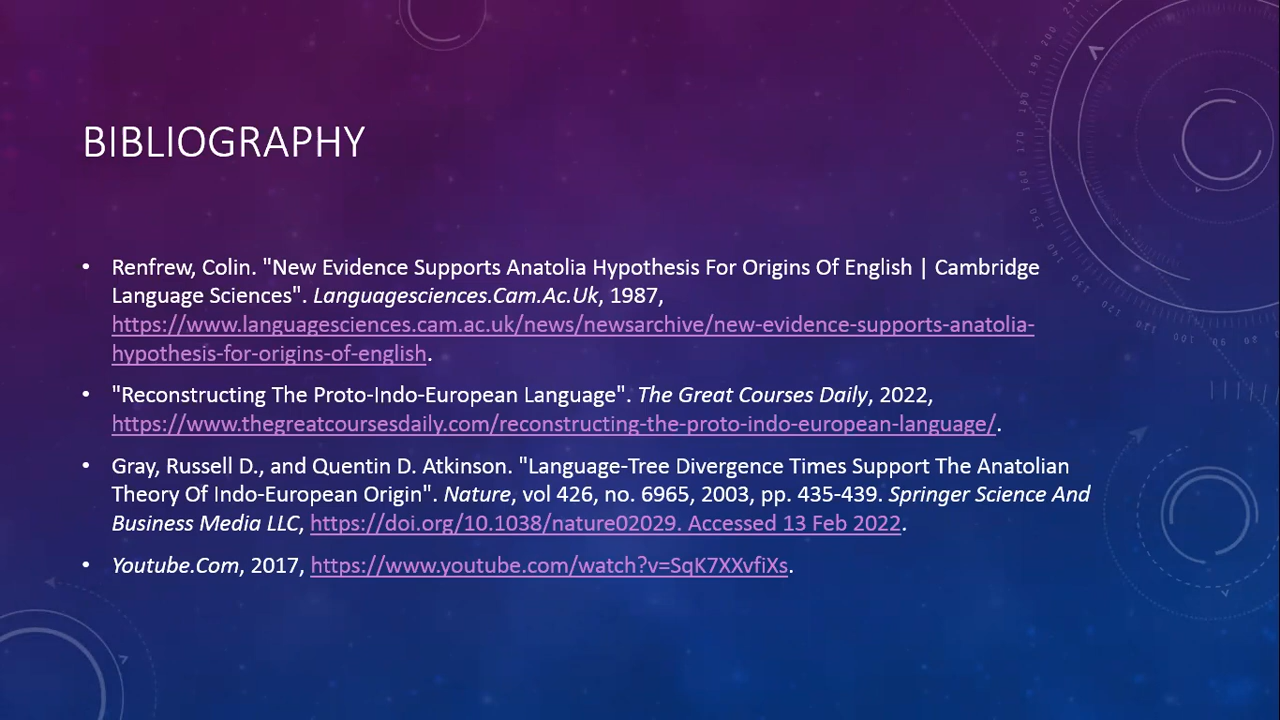 BIBLIOGRAPHY
• Renfrew, Colin. "New Evidence Supports Anatolia Hypothesis For Origins Of English | Cambridge
Language Sciences". Languagesciences.Cam.Ac.Uk, 1987,
https://www.languagesciences.cam.ac.uk/news/newsarchive/new-evidence-supports-anatolia-
hypothesis-for-origins-of-english.
• "Reconstructing The Proto-Indo-European Language". The Great Courses Daily, 2022,
https://www.thegreatcoursesdaily.com/reconstructing-the-proto-indo-european-language/.
• Gray, Russell D., and Quentin D. Atkinson. "Language-Tree Divergence Times Support The Anatolian
Theory Of Indo-European Origin". Nature, vol 426, no. 6965, 2003, pp. 435-439. Springer Science And
Business Media LLC, https://doi.org/10.1038/nature02029. Accessed 13 Feb 2022.
• Youtube.Com, 2017, https://www.youtube.com/watch?v=SqK7XXvfiXs.